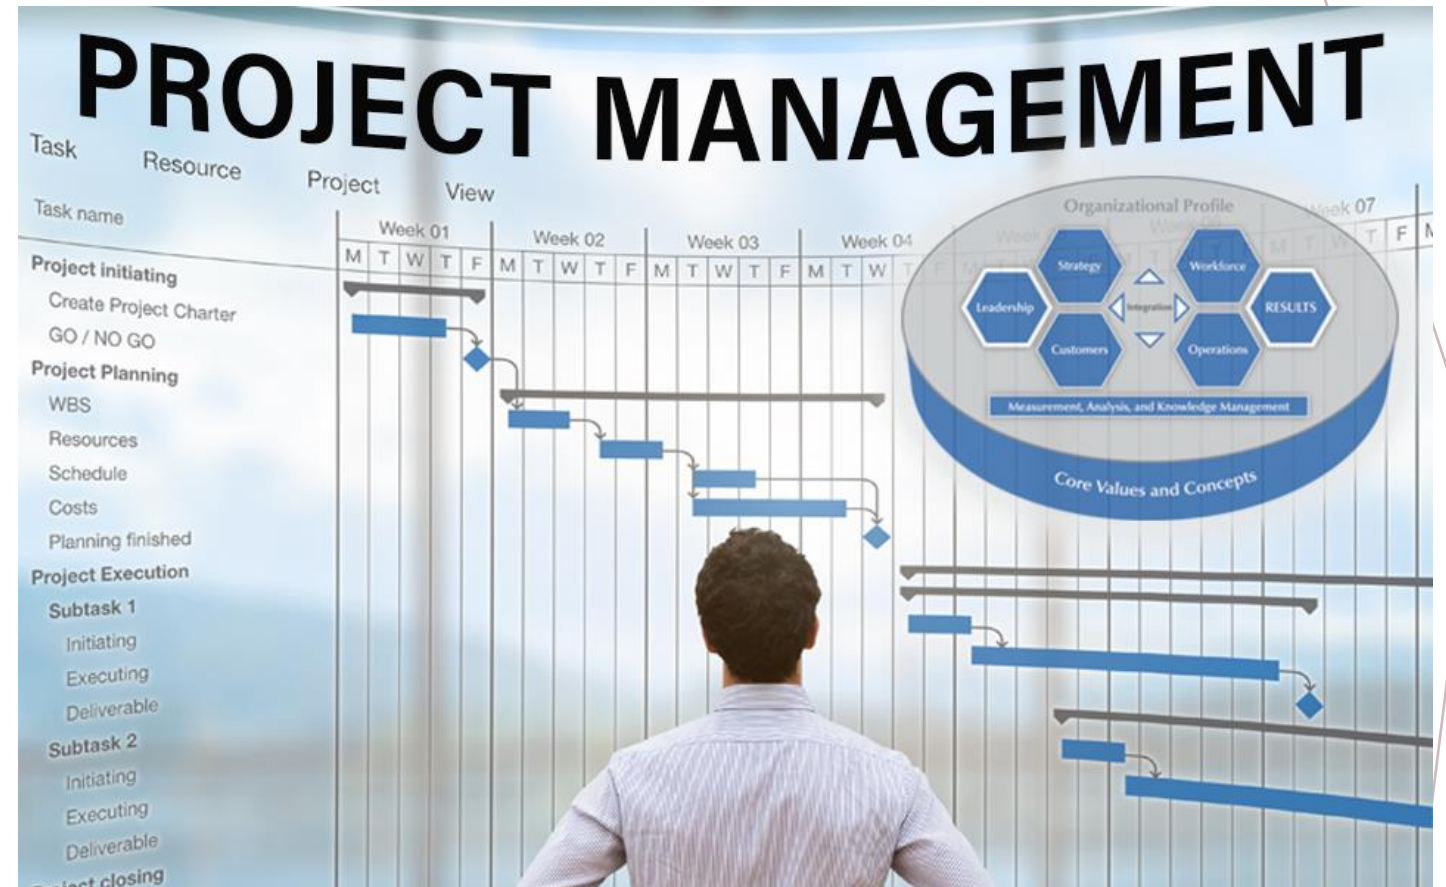 PROJECT MANAGEMENT
Task Resource Project View
Task name
Week 01 Week 02 Week 03 Week 04 Week 07
M T W T F M T W T F M T W T F M T W T F M T W T F M
Project initiating
Create Project Charter
GO / NO GO
Project Planning
WBS
Resources
Schedule
Costs
Planning finished
Project Execution
Subtask 1
Initiating
Executing
Deliverable
Subtask 2
Initiating
Executing
Deliverable
closing
Organizational Profile
Strategy Workforce
Leadership Integration RESULTS
Customers Operations
Measurement, Analysis, and Knowledge Management
Core Values and Concepts